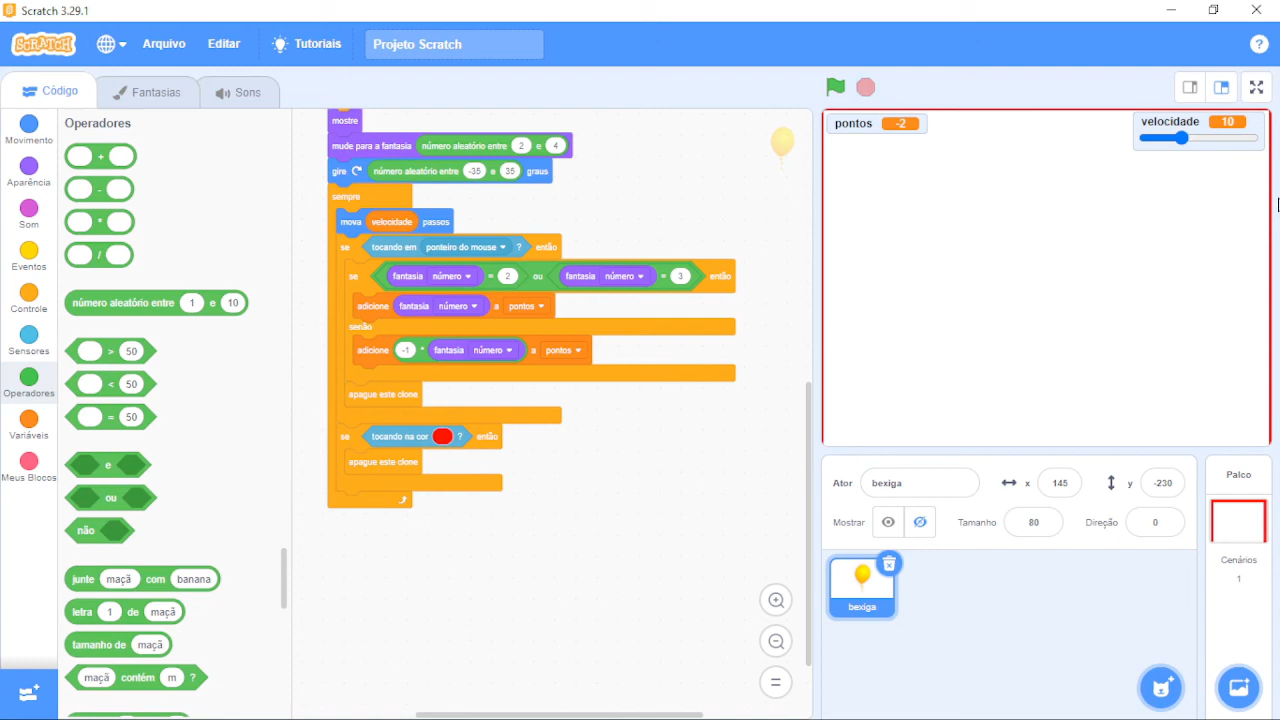 Scratch 3.29.1
SCRATCH
Arquivo
Editar
Tutoriais
Projeto Scratch
?
Código
Fantasias
Sons
Movimento
Aparência
Som
Eventos
Controle
Sensores
Operadores
Variáveis
Meus Blocos
Operadores
+
-
*
/
número aleatório entre 1 e 10
> 50
< 50
= 50
e
ou
não
junte maçã com banana
letra 1 de maçã
tamanho de maçã
maçã contém m ?
mostre
mude para a fantasia número aleatório entre 2 e 4
gire número aleatório entre -35 e 35 graus
sempre
mova velocidade passos
se tocando em ponteiro do mouse ? então
se fantasia número = 2 ou fantasia número = 3 então
adicione fantasia número a pontos
senão
adicione -1 * fantasia número a pontos
apague este clone
se tocando na cor ? então
apague este clone
pontos -2
velocidade 10
Ator bexiga x 145 y -230
Mostrar Tamanho 80 Direção 0
bexiga
Palco
Cenários
1